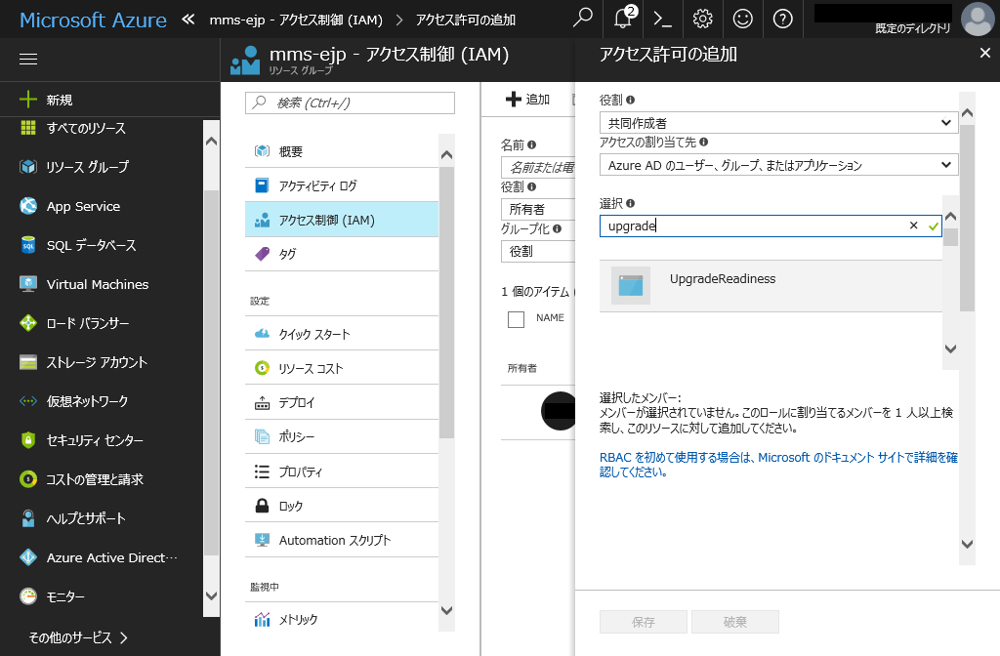 Microsoft Azure
mms-ejp - アクセス制御 (IAM)
アクセス許可の追加
2
既定のディレクトリ
新規
すべてのリソース
リソース グループ
App Service
SQL データベース
Virtual Machines
ロード バランサー
ストレージ アカウント
仮想ネットワーク
セキュリティ センター
コストの管理と請求
ヘルプとサポート
Azure Active Direct…
モニター
その他のサービス
mms-ejp - アクセス制御 (IAM)
リソース グループ
検索 (Ctrl+/)
概要
アクティビティ ログ
アクセス制御 (IAM)
タグ
設定
クイック スタート
リソース コスト
デプロイ
ポリシー
プロパティ
ロック
Automation スクリプト
監視中
メトリック
追加
名前
名前または電
役割
所有者
グループ化
役割
1 個のアイテム (
NAME
所有者
アクセス許可の追加
役割
共同作成者
アクセスの割り当て先
Azure AD のユーザー、グループ、またはアプリケーション
選択
upgrade
UpgradeReadiness
選択したメンバー:
メンバーが選択されていません。このロールに割り当てるメンバーを 1 人以上検
索し、このリソースに対して追加してください。
RBAC を初めて使用する場合は、Microsoft のドキュメント サイトで詳細を確
認してください。
保存
破棄